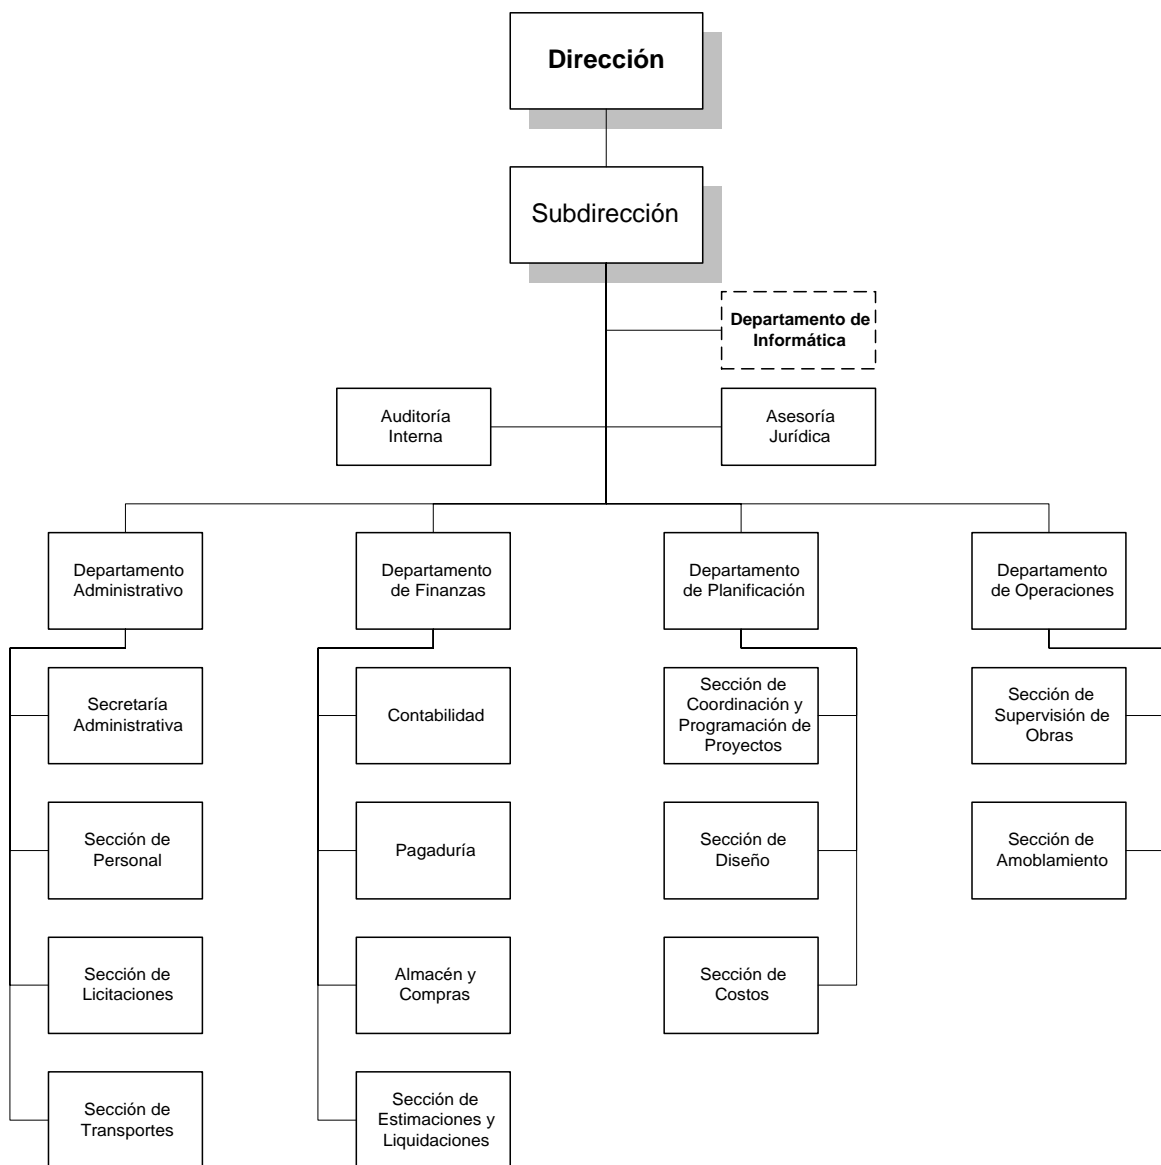 Dirección
Subdirección
Departamento de
Informática
Auditoría
Interna
Asesoría
Jurídica
Departamento
Administrativo
Departamento
de Finanzas
Departamento
de Planificación
Departamento
de Operaciones
Secretaría
Administrativa
Contabilidad
Sección de
Coordinación y
Programación de
Proyectos
Sección de
Supervisión de
Obras
Sección de
Personal
Pagaduría
Sección de
Diseño
Sección de
Amoblamiento
Sección de
Licitaciones
Almacén y
Compras
Sección de
Costos
Sección de
Transportes
Sección de
Estimaciones y
Liquidaciones